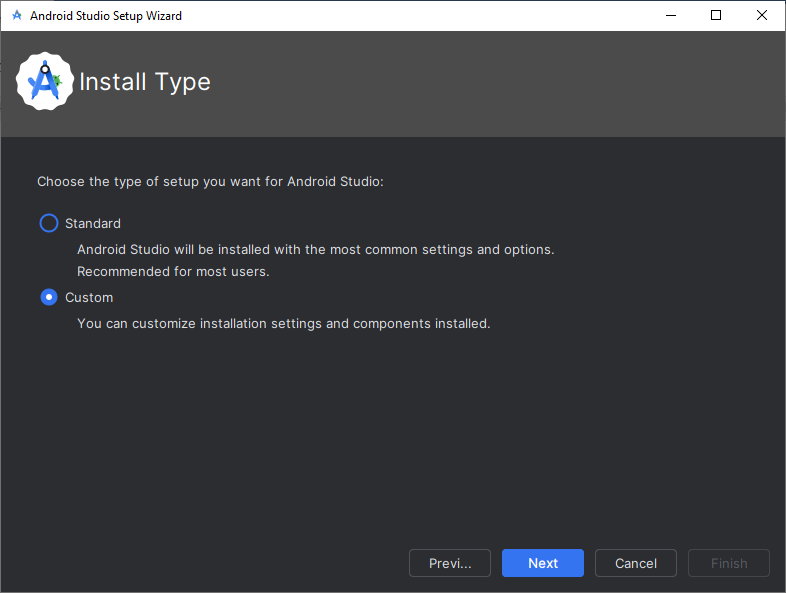 Android Studio Setup Wizard
Install Type
Choose the type of setup you want for Android Studio:
Standard
Android Studio will be installed with the most common settings and options.
Recommended for most users.
Custom
You can customize installation settings and components installed.
Previ... Next Cancel Finish